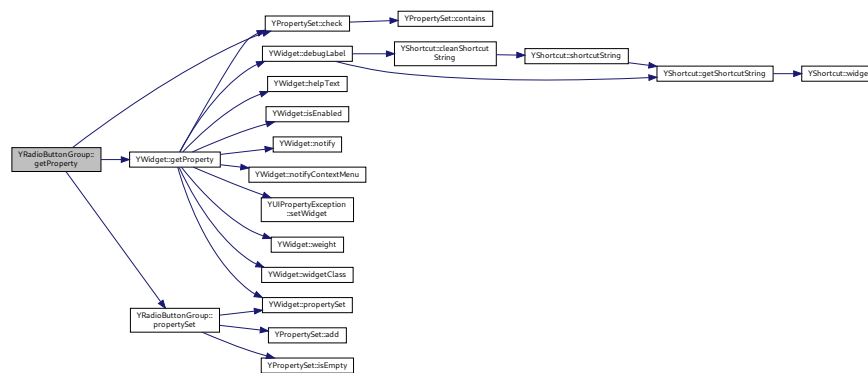 YPropertySet::check
YPropertySet::contains
YWidget::debugLabel
YShortcut::cleanShortcut
String
YShortcut::shortcutString
YShortcut::getShortcutString
YShortcut::widge
YWidget::helpText
YWidget::isEnabled
YWidget::notify
YRadioButtonGroup::
getProperty
YWidget::getProperty
YWidget::notifyContextMenu
YUIPropertyException
::setWidget
YWidget::weight
YWidget::widgetClass
YWidget::propertySet
YRadioButtonGroup::
propertySet
YPropertySet::add
YPropertySet::isEmpty